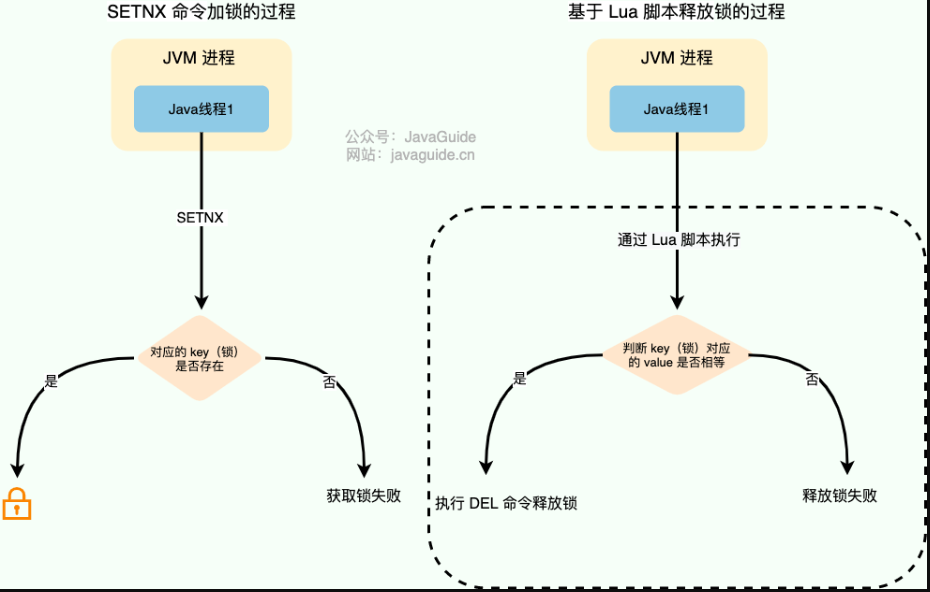 SETNX 命令加锁的过程
JVM 进程
Java线程1
SETNX
对应的 key（锁）
是否存在
是
否
获取锁失败
公众号：JavaGuide
网站：javaguide.cn
基于 Lua 脚本释放锁的过程
JVM 进程
Java线程1
通过 Lua 脚本执行
判断 key（锁）对应
的 value 是否相等
是
否
执行 DEL 命令释放锁
释放锁失败